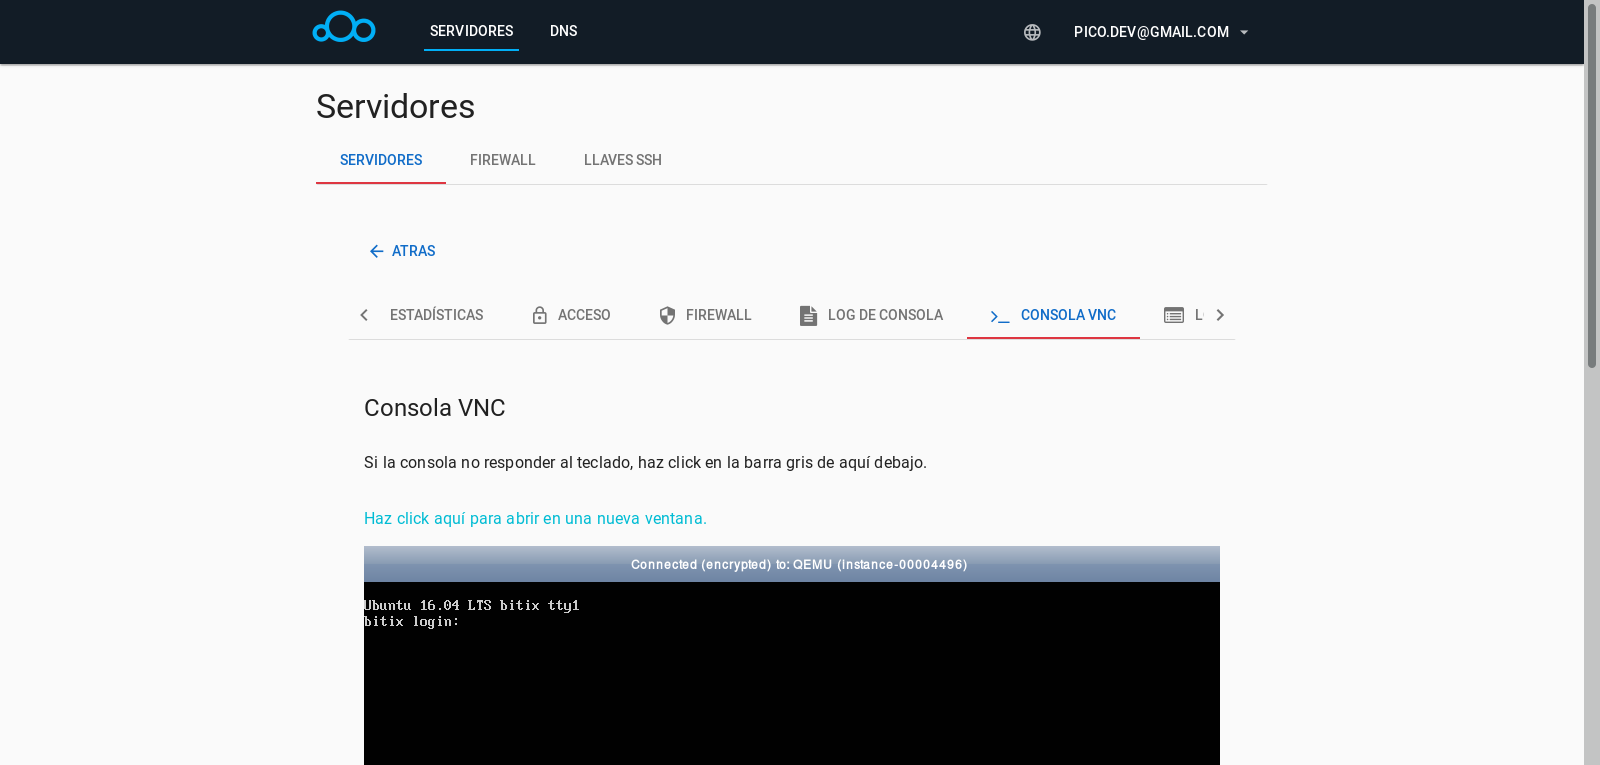 SERVIDORES DNS PICO.DEV@GMAIL.COM
Servidores
SERVIDORES FIREWALL LLAVES SSH
ATRAS
ESTADÍSTICAS ACCESO FIREWALL LOG DE CONSOLA CONSOLA VNC
Consola VNC
Si la consola no responder al teclado, haz click en la barra gris de aquí debajo.
Haz click aquí para abrir en una nueva ventana.
Connected (encrypted) to: QEMU (instance-00004496)
Ubuntu 16.04 LTS bitix tty1
bitix login: